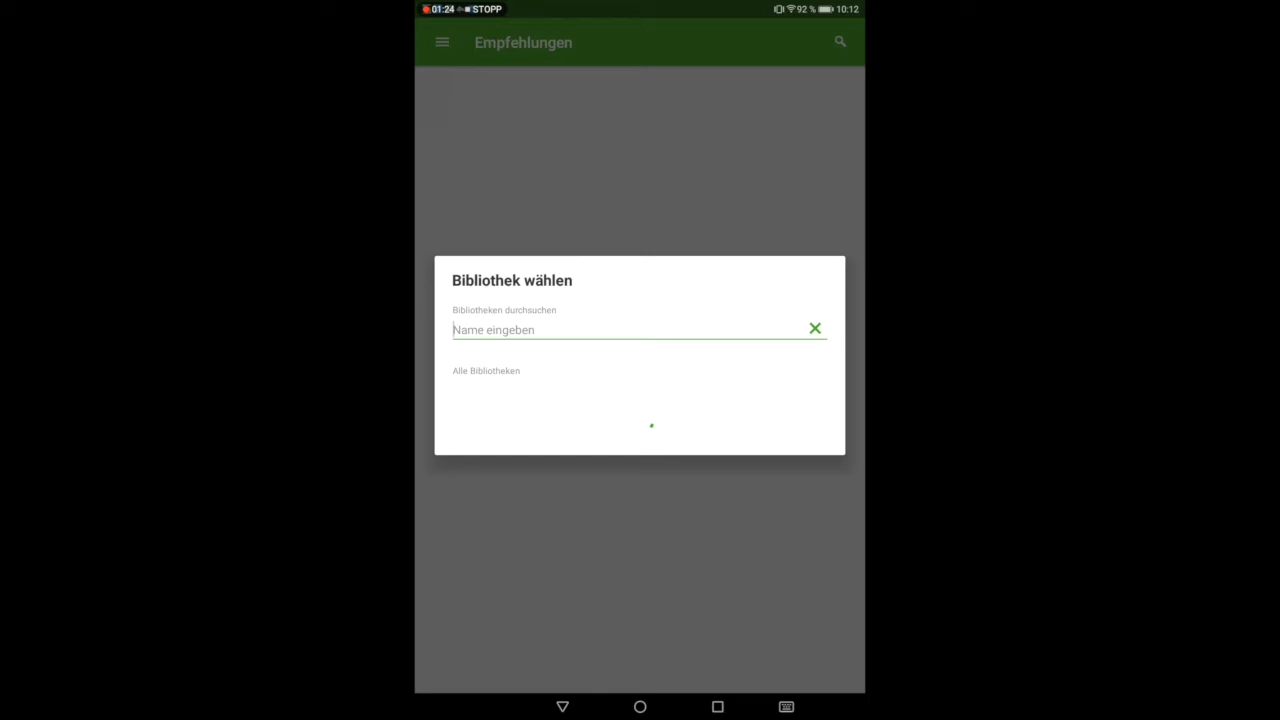 01:24 STOPP 92 % 10:12
Empfehlungen
Bibliothek wählen
Bibliotheken durchsuchen
Name eingeben
Alle Bibliotheken